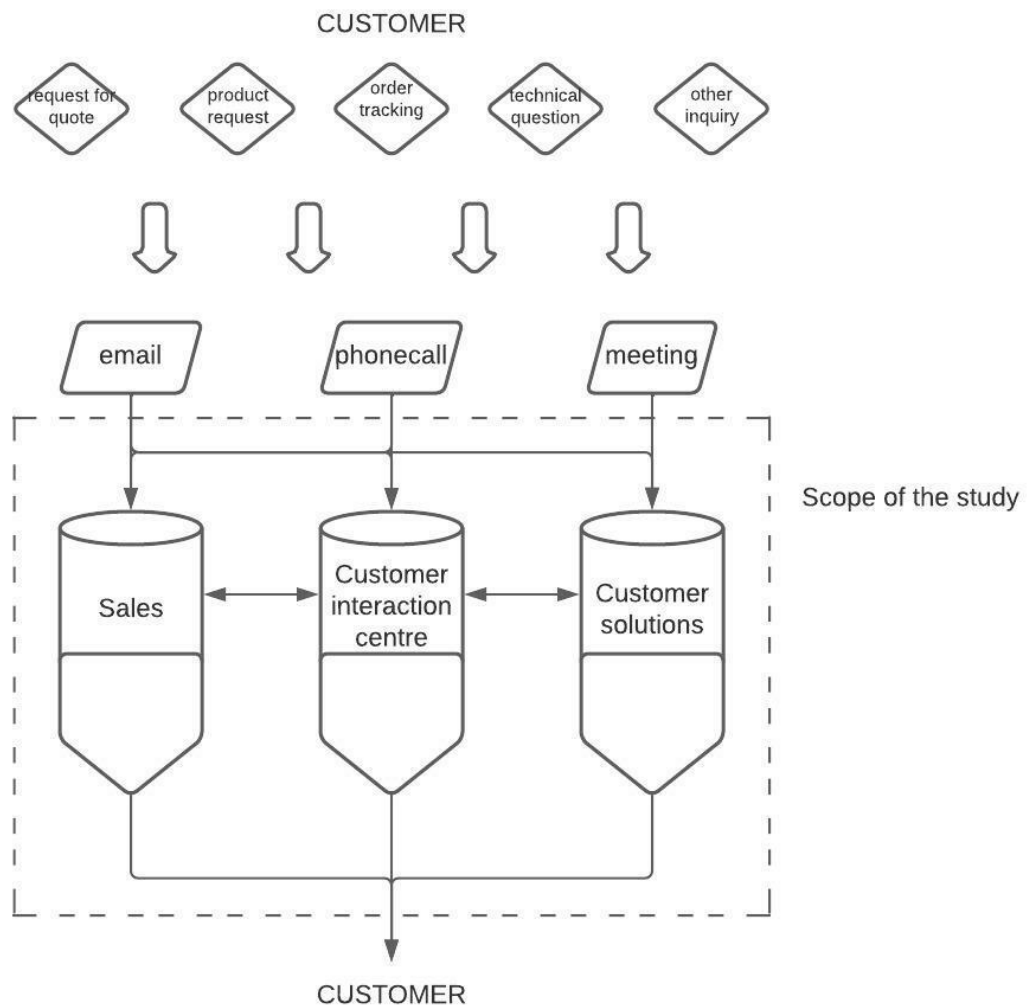 CUSTOMER
request for
quote
product
request
order
tracking
technical
question
other
inquiry
email
phonecall
meeting
Scope of the study
Sales
Customer
interaction
centre
Customer
solutions
CUSTOMER